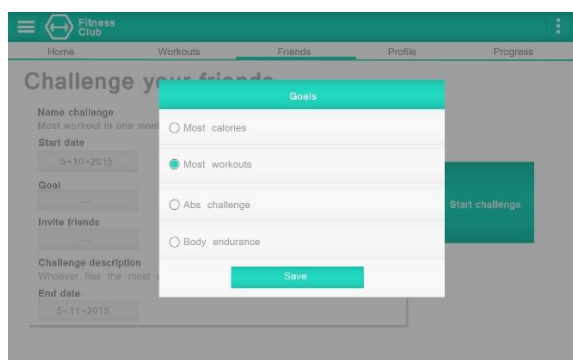 Fitness
Club
Home Workouts Friends Profile Progress
Challenge your friends
Name challenge
Most workout in one mont
Start date
5-10-2015
Goal
...
Invite friends
...
Challenge description
Whoever has the most
End date
5-11-2015
Start challenge
Goals
Most calories
Most workouts
Abs challenge
Body endurance
Save